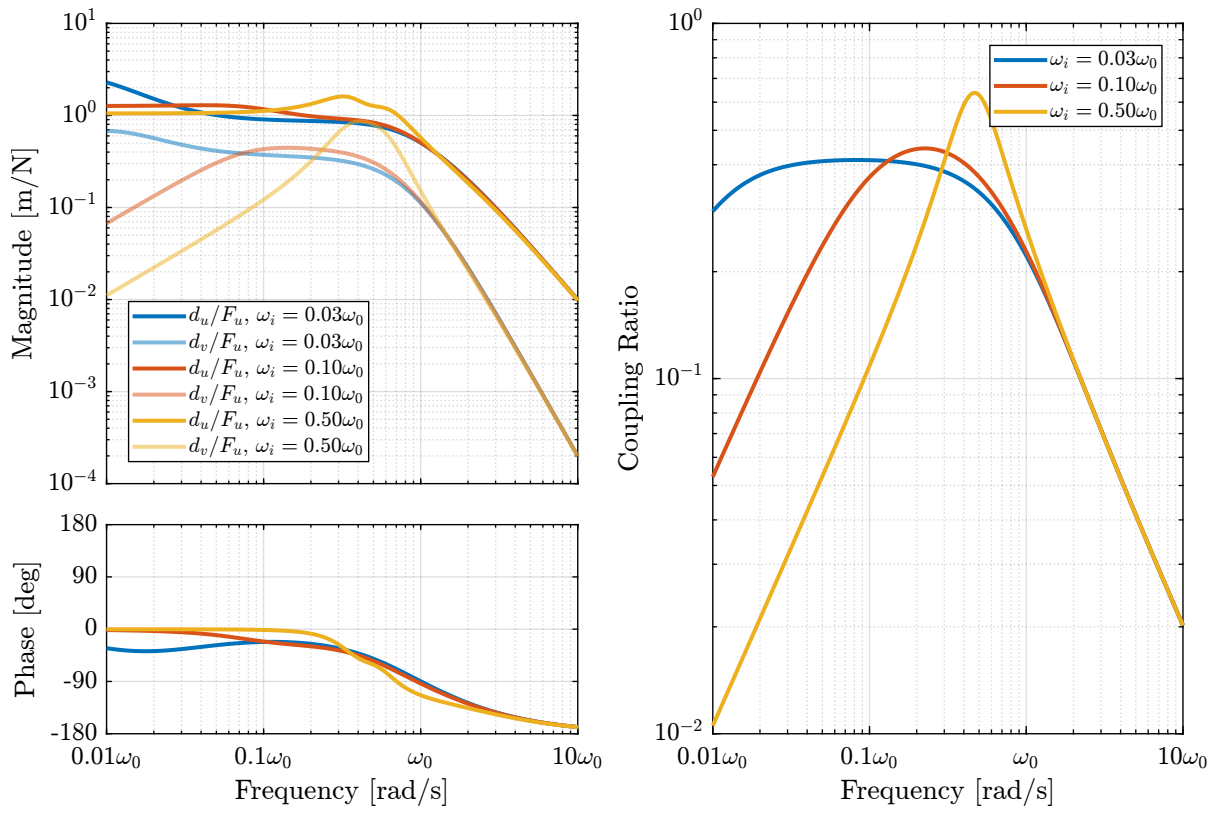 10^1
10^0
10^{-1}
10^{-2}
10^{-3}
10^{-4}
Magnitude [m/N]
d_u/F_u, ω_i = 0.03ω_0
d_v/F_u, ω_i = 0.03ω_0
d_u/F_u, ω_i = 0.10ω_0
d_v/F_u, ω_i = 0.10ω_0
d_u/F_u, ω_i = 0.50ω_0
d_v/F_u, ω_i = 0.50ω_0
180
90
0
-90
-180
Phase [deg]
0.01ω_0 0.1ω_0 ω_0 10ω_0
Frequency [rad/s]
10^0
10^{-1}
10^{-2}
Coupling Ratio
ω_i = 0.03ω_0
ω_i = 0.10ω_0
ω_i = 0.50ω_0
0.01ω_0 0.1ω_0 ω_0 10ω_0
Frequency [rad/s]